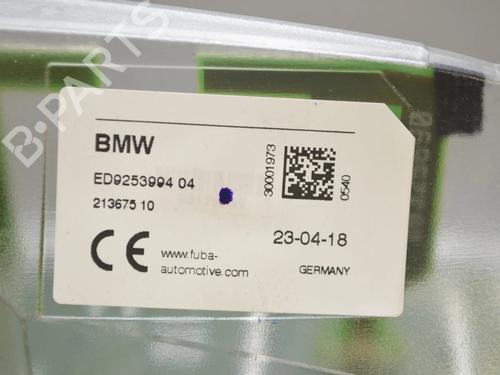 B-PARTS
BMW
ED9253994 04
213675 10
30001973
0540
23-04-18
www.fuba-
automotive.com
GERMANY
CE